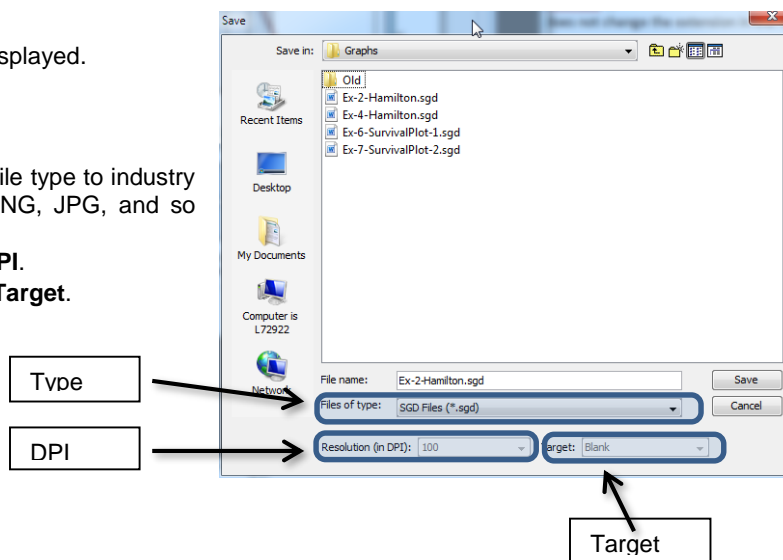 splayed.
ile type to industry
NG, JPG, and so
PI.
Target.
Save
Save in: Graphs
Old
Ex-2-Hamilton.sgd
Ex-4-Hamilton.sgd
Ex-6-SurvivalPlot-1.sgd
Ex-7-SurvivalPlot-2.sgd
Recent Items
Desktop
My Documents
Computer is
L72922
Network
File name: Ex-2-Hamilton.sgd Save
Files of type: SGD Files (*.sgd) Cancel
Resolution (in DPI): 100 arget: Blank
Type
DPI
Target